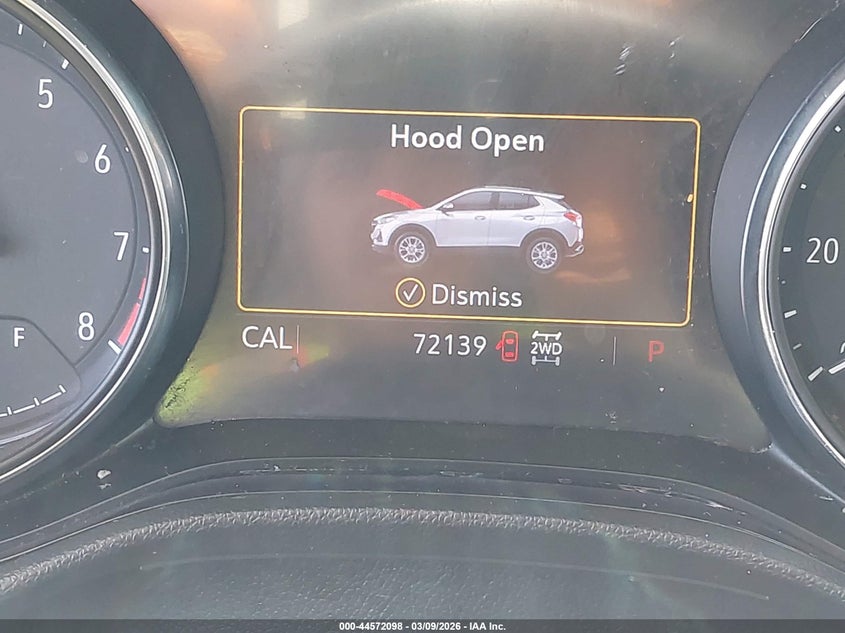 5
6
7
8
F
Hood Open
Dismiss
CAL
72139
2WD
P
20
000-44572098 - 03/09/2026 - IAA Inc.